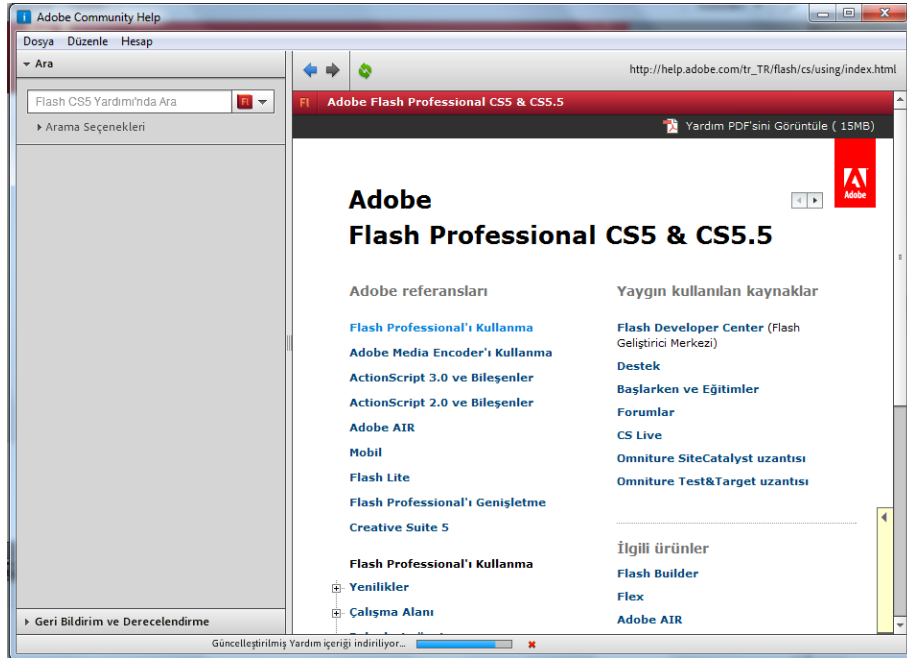 Adobe Community Help
Dosya Düzenle Hesap
Ara
http://help.adobe.com/tr_TR/flash/cs/using/index.html
Flash CS5 Yardımı'nda Ara
FL
Arama Seçenekleri
Fl Adobe Flash Professional CS5 & CS5.5
Yardım PDF'sini Görüntüle ( 15MB)
Adobe
Adobe
Flash Professional CS5 & CS5.5
Adobe referansları
Flash Professional'ı Kullanma
Adobe Media Encoder'ı Kullanma
ActionScript 3.0 ve Bileşenler
ActionScript 2.0 ve Bileşenler
Adobe AIR
Mobil
Flash Lite
Flash Professional'ı Genişletme
Creative Suite 5
Flash Professional'ı Kullanma
Yenilikler
Çalışma Alanı
Yaygın kullanılan kaynaklar
Flash Developer Center (Flash
Geliştirici Merkezi)
Destek
Başlarken ve Eğitimler
Forumlar
CS Live
Omniture SiteCatalyst uzantısı
Omniture Test&Target uzantısı
İlgili ürünler
Flash Builder
Flex
Adobe AIR
Geri Bildirim ve Derecelendirme
Güncelleştirilmiş Yardım içeriği indiriliyor...